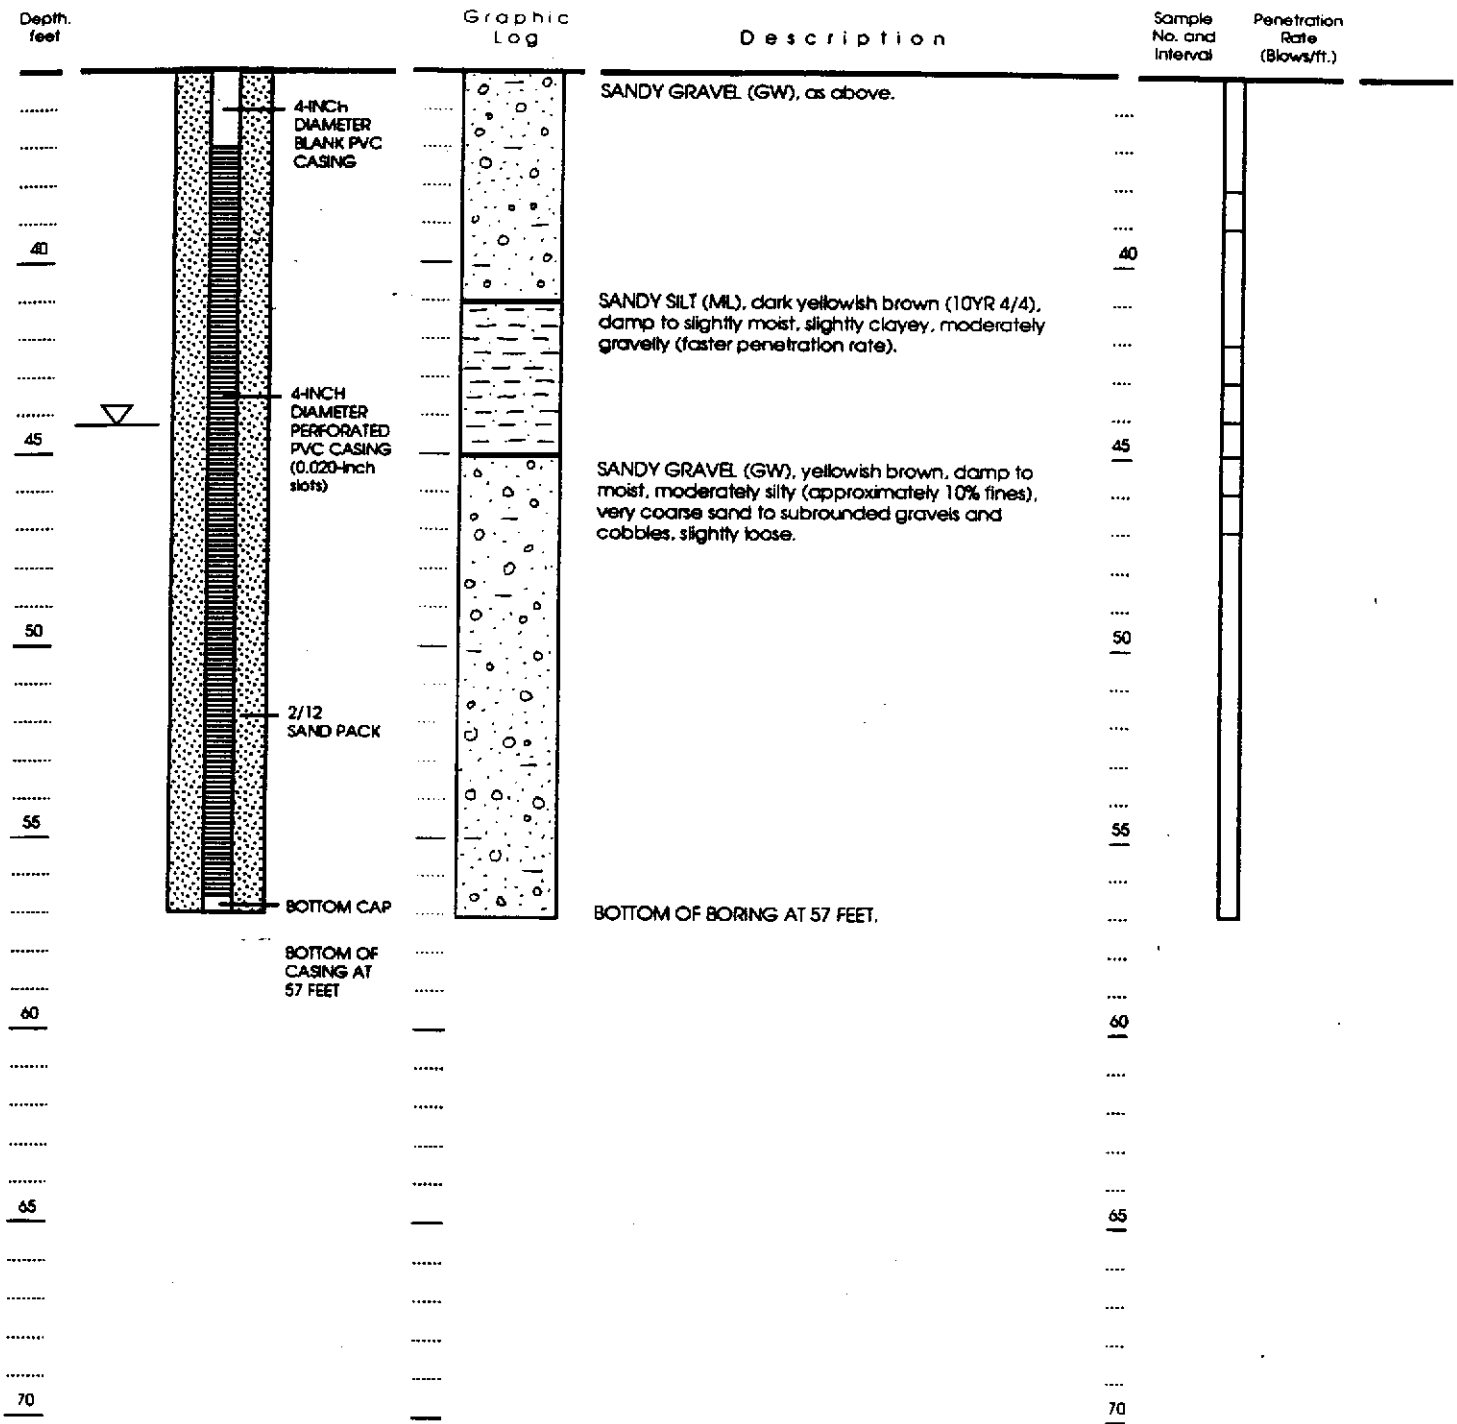 Depth,
feet
Graphic
Log
Description
Sample
No. and
Interval
Penetration
Rate
(Blows/ft.)
4-INCH
DIAMETER
BLANK PVC
CASING
SANDY GRAVEL (GW), as above.
40
40
SANDY SILT (ML), dark yellowish brown (10YR 4/4),
damp to slightly moist, slightly clayey, moderately
gravelly (faster penetration rate).
4-INCH
DIAMETER
PERFORATED
PVC CASING
(0.020-inch
slots)
45
45
SANDY GRAVEL (GW), yellowish brown, damp to
moist, moderately silty (approximately 10% fines),
very coarse sand to subrounded gravels and
cobbles, slightly loose.
50
50
2/12
SAND PACK
55
55
BOTTOM CAP
BOTTOM OF BORING AT 57 FEET.
BOTTOM OF
CASING AT
57 FEET
60
60
65
65
70
70